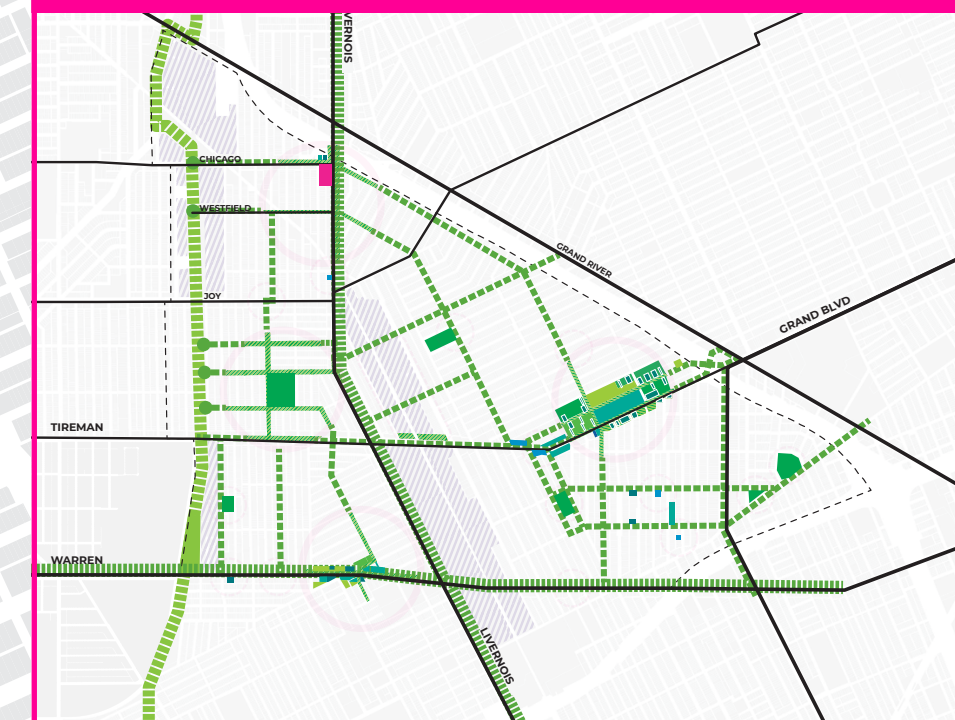 VERNOIS
CHICAGO
WESTFIELD
GRAND RIVER
JOY
GRAND BLVD
TIREMAN
WARREN
LIVERNOIS